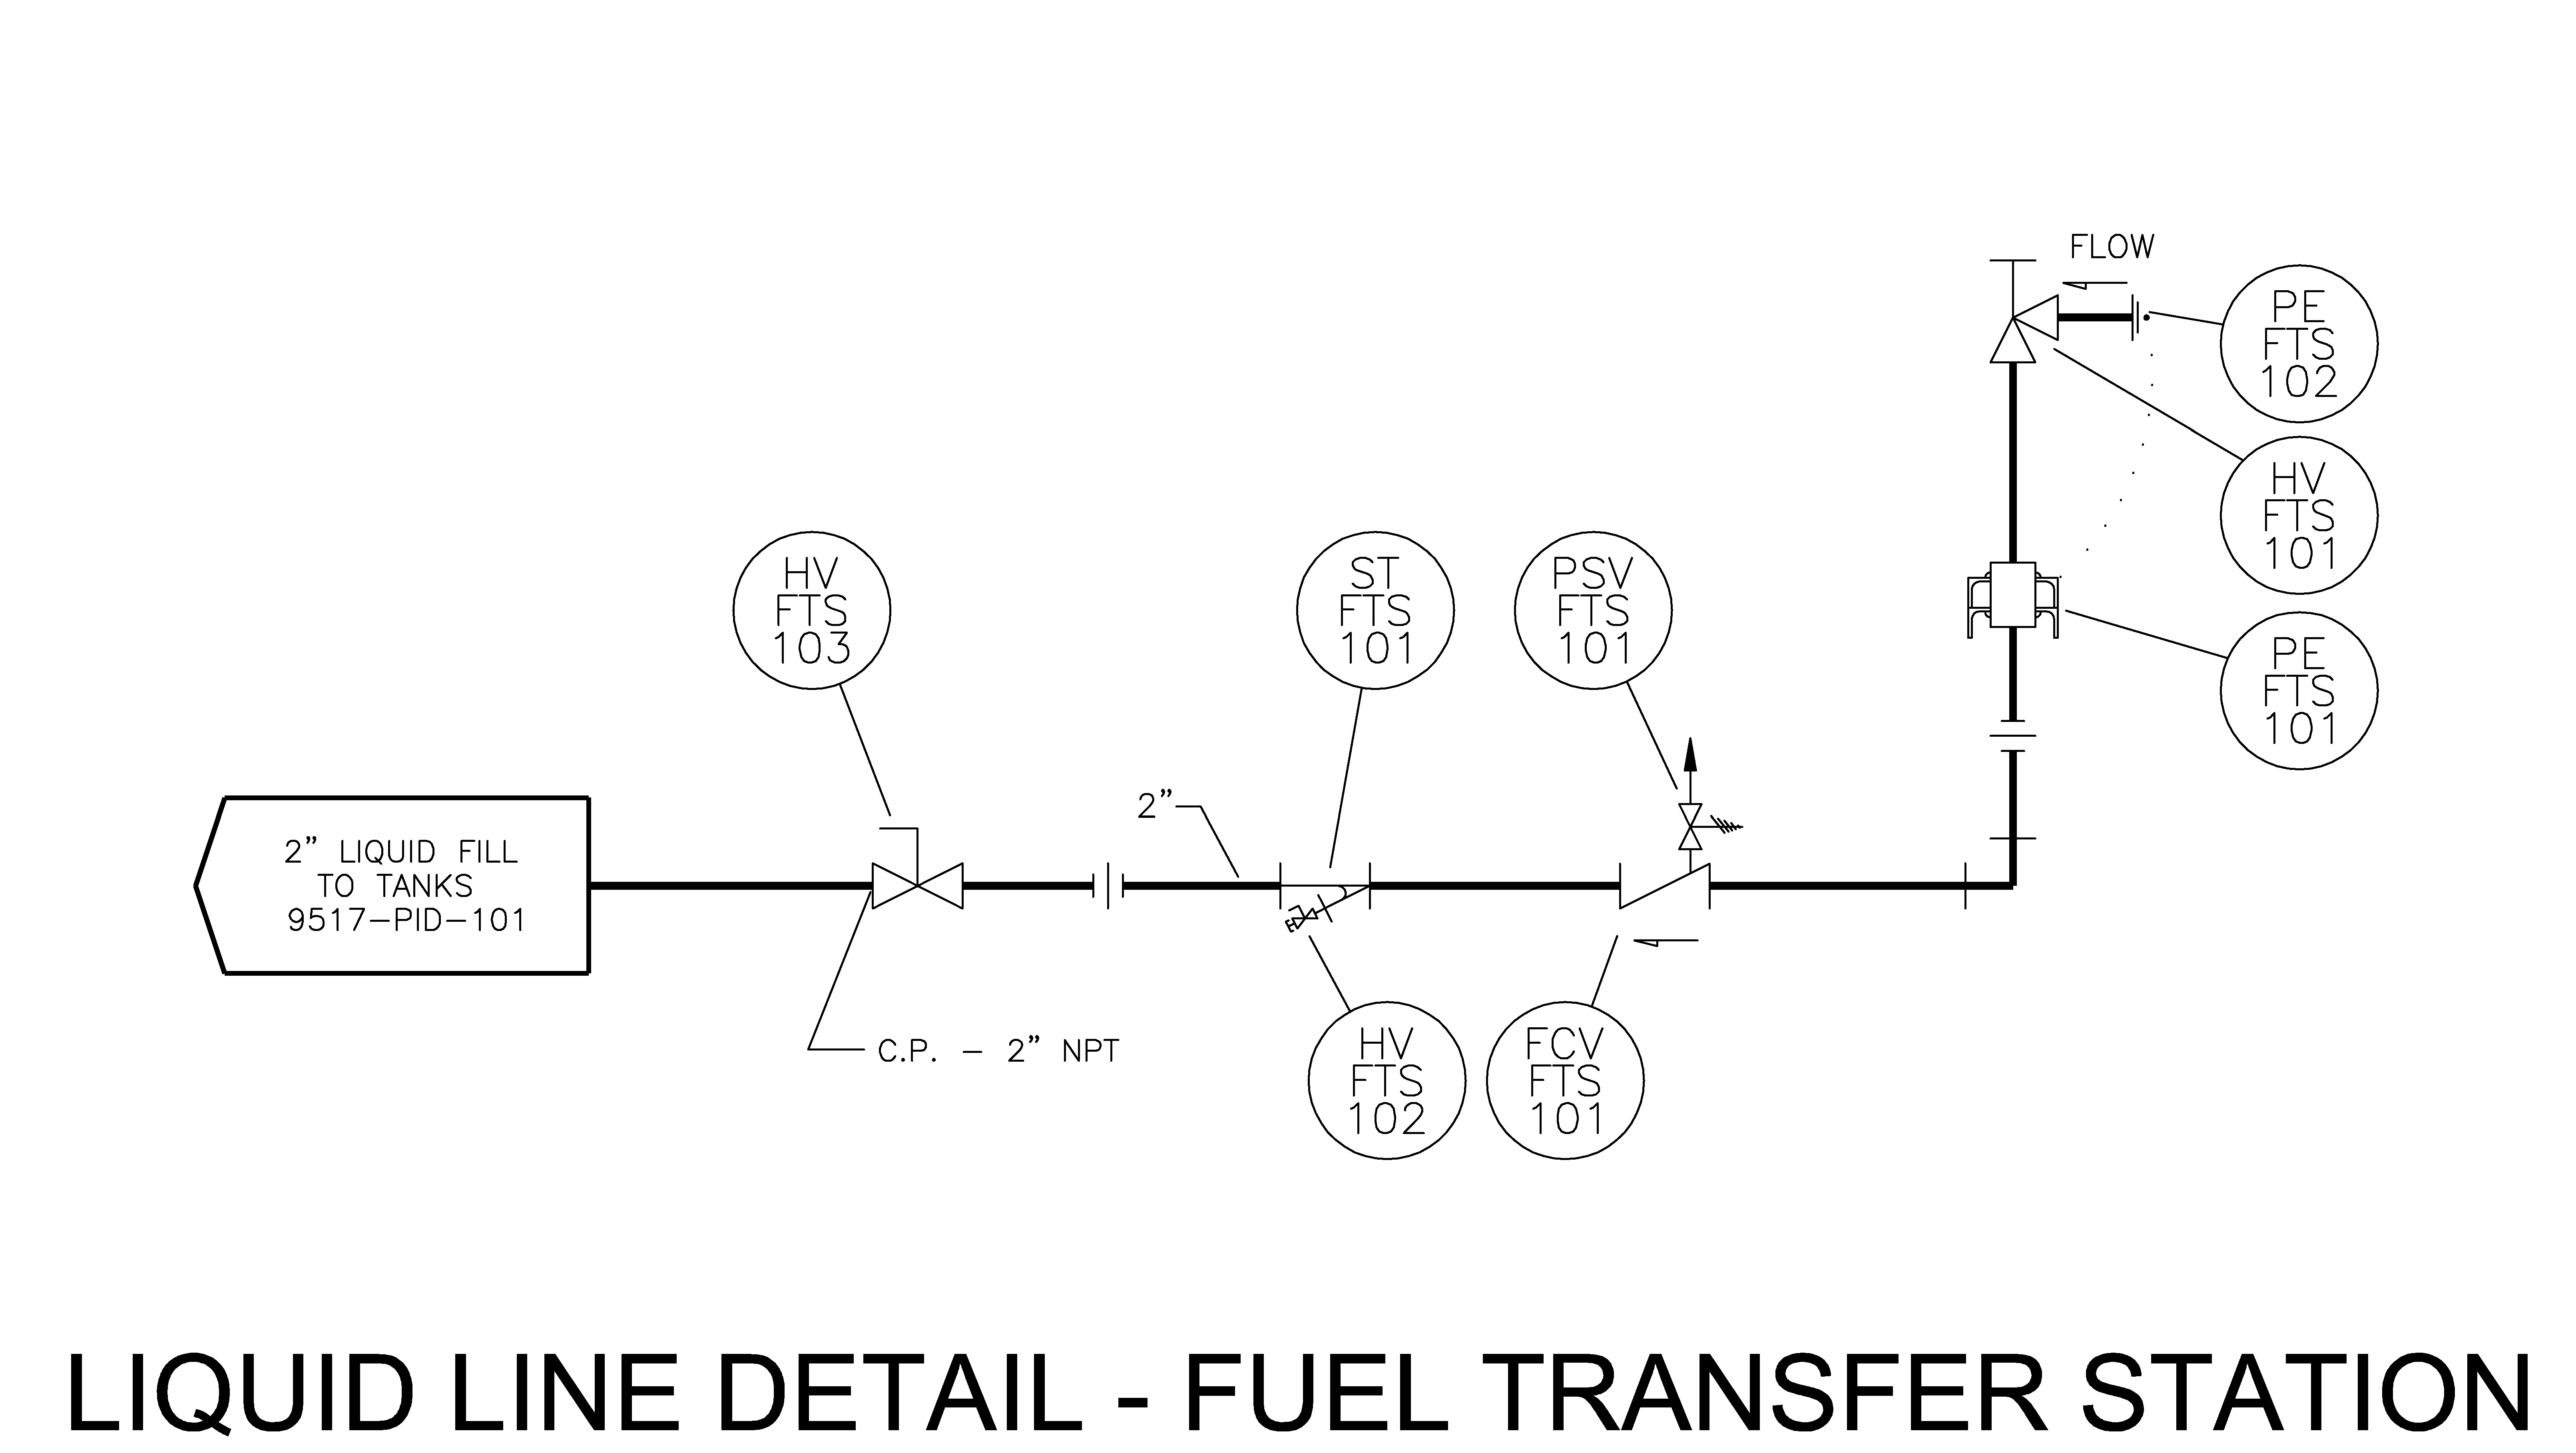 FLOW
PE
FTS
102
HV
FTS
101
PE
FTS
101
HV
FTS
103
ST
FTS
101
PSV
FTS
101
2”
2” LIQUID FILL
TO TANKS
9517-PID-101
C.P. - 2” NPT
HV
FTS
102
FCV
FTS
101
LIQUID LINE DETAIL - FUEL TRANSFER STATION